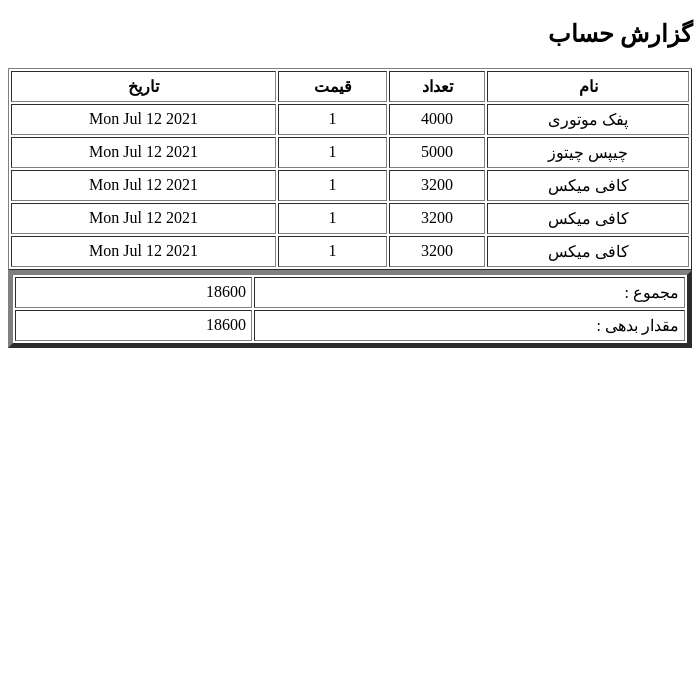 گزارش حساب
نام تعداد قیمت تاریخ
پفک موتوری 4000 1 Mon Jul 12 2021
چیپس چیتوز 5000 1 Mon Jul 12 2021
کافی میکس 3200 1 Mon Jul 12 2021
کافی میکس 3200 1 Mon Jul 12 2021
کافی میکس 3200 1 Mon Jul 12 2021
مجموع : 18600
مقدار بدهی : 18600